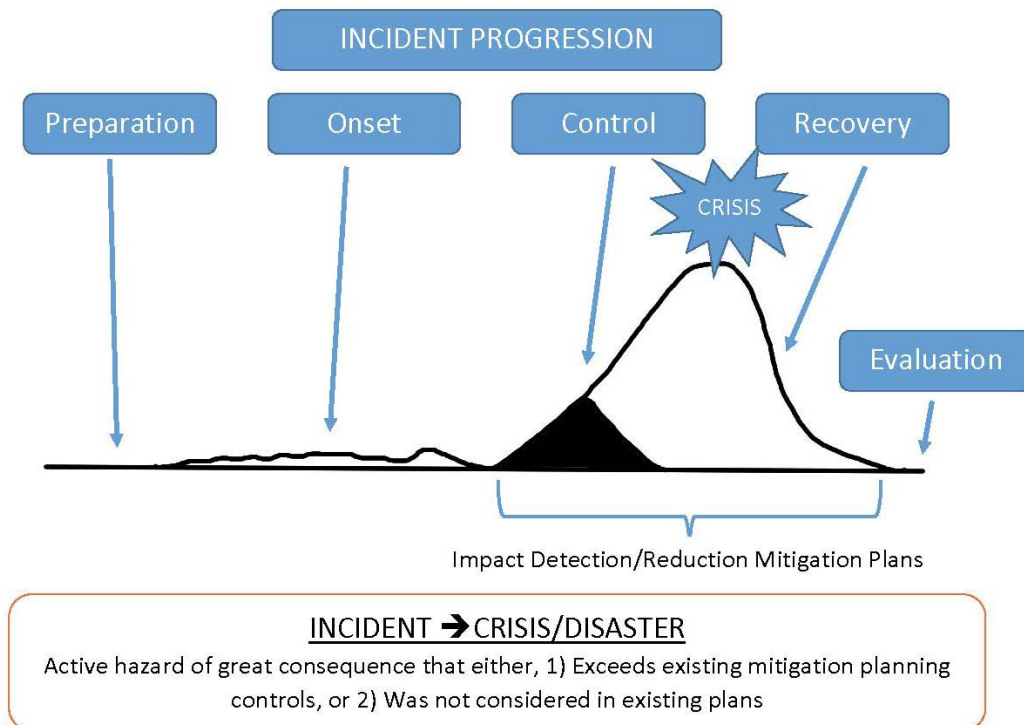 INCIDENT PROGRESSION
Preparation
Onset
Control
Recovery
CRISIS
Evaluation
Impact Detection/Reduction Mitigation Plans
INCIDENT ➔ CRISIS/DISASTER
Active hazard of great consequence that either, 1) Exceeds existing mitigation planning
controls, or 2) Was not considered in existing plans